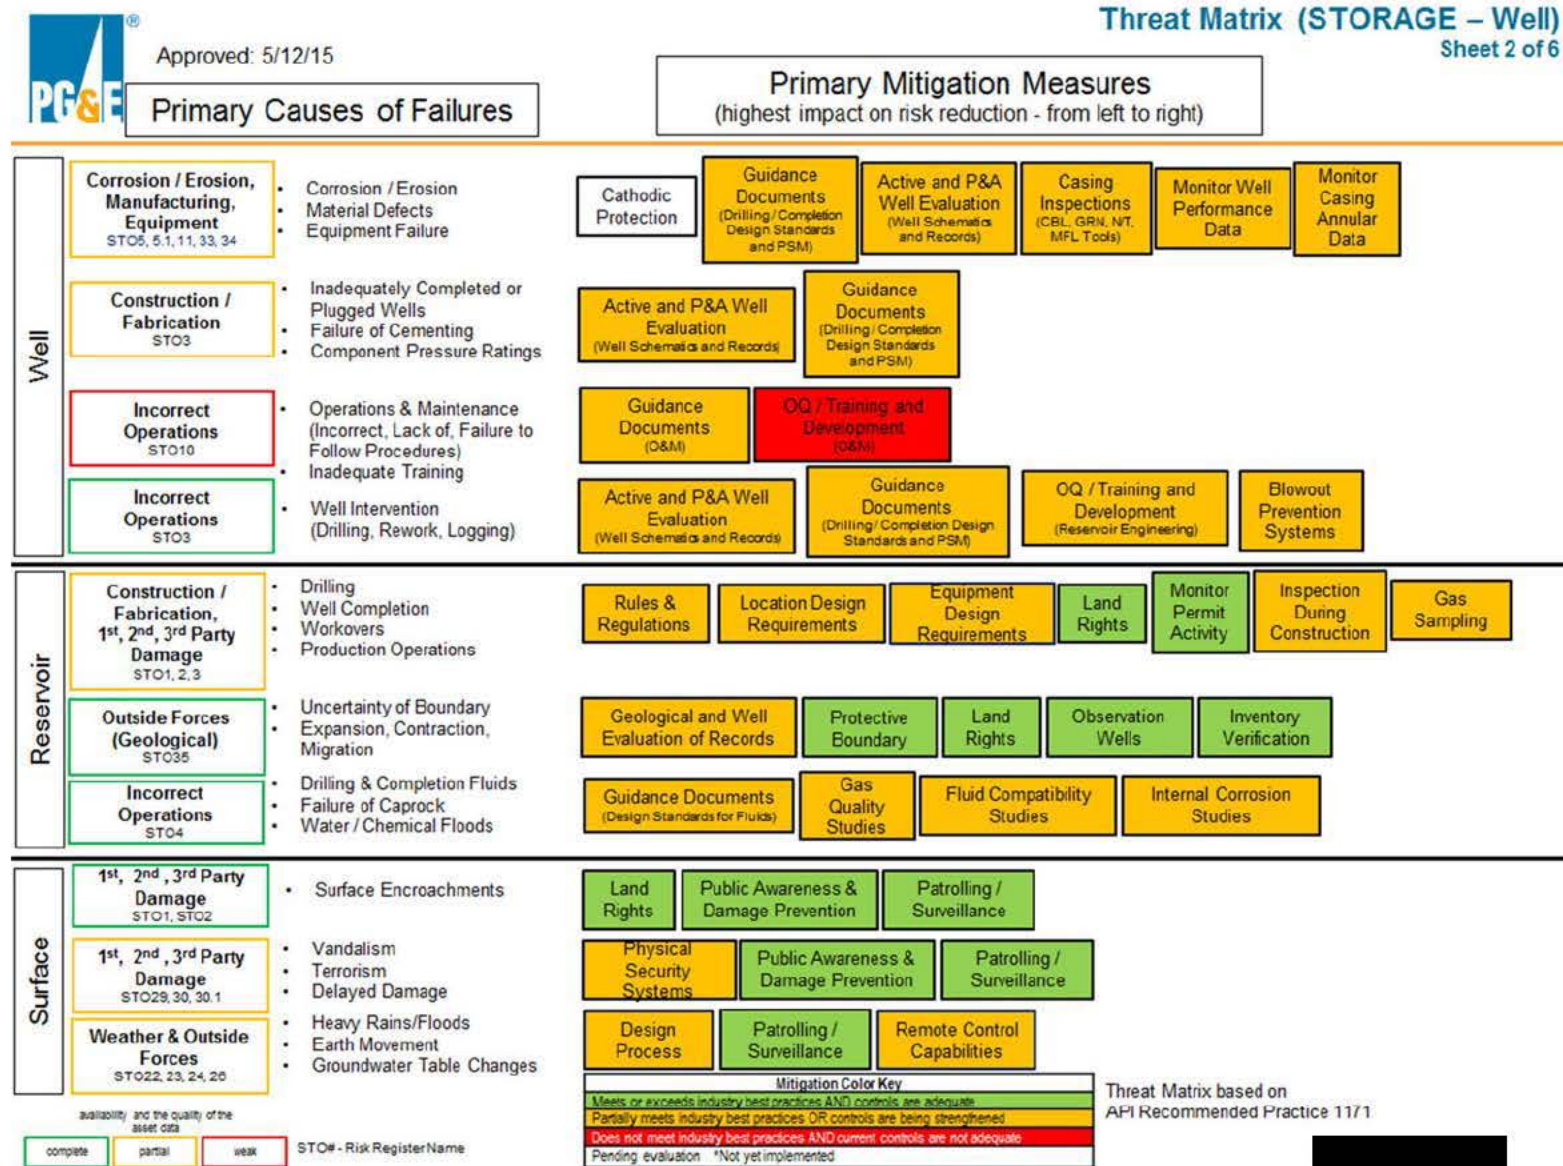 Threat Matrix (STORAGE – Well)
Sheet 2 of 6
PG&E
®
Approved: 5/12/15
Primary Causes of Failures
Primary Mitigation Measures
(highest impact on risk reduction - from left to right)
Well
Corrosion / Erosion,
Manufacturing,
Equipment
STO5, 5.1, 11, 33, 34
• Corrosion / Erosion
• Material Defects
• Equipment Failure
Cathodic
Protection
Guidance
Documents
(Drilling / Completion
Design Standards
and PSM)
Active and P&A
Well Evaluation
(Well Schematics
and Records)
Casing
Inspections
(CBL, GRN, N/T,
MFL Tools)
Monitor Well
Performance
Data
Monitor
Casing
Annular
Data
Construction /
Fabrication
STO3
• Inadequately Completed or
Plugged Wells
• Failure of Cementing
• Component Pressure Ratings
Active and P&A Well
Evaluation
(Well Schematics and Records)
Guidance
Documents
(Drilling / Completion
Design Standards
and PSM)
Incorrect
Operations
STO10
• Operations & Maintenance
(Incorrect, Lack of, Failure to
Follow Procedures)
• Inadequate Training
Guidance
Documents
(O&M)
OQ / Training and
Development
(O&M)
Incorrect
Operations
STO3
• Well Intervention
(Drilling, Rework, Logging)
Active and P&A Well
Evaluation
(Well Schematics and Records)
Guidance
Documents
(Drilling / Completion Design
Standards and PSM)
OQ / Training and
Development
(Reservoir Engineering)
Blowout
Prevention
Systems
Reservoir
Construction /
Fabrication,
1st, 2nd, 3rd Party
Damage
STO1, 2, 3
• Drilling
• Well Completion
• Workovers
• Production Operations
Rules &
Regulations
Location Design
Requirements
Equipment
Design
Requirements
Land
Rights
Monitor
Permit
Activity
Inspection
During
Construction
Gas
Sampling
Outside Forces
(Geological)
STO35
• Uncertainty of Boundary
• Expansion, Contraction,
Migration
Geological and Well
Evaluation of Records
Protective
Boundary
Land
Rights
Observation
Wells
Inventory
Verification
Incorrect
Operations
STO4
• Drilling & Completion Fluids
• Failure of Caprock
• Water / Chemical Floods
Guidance Documents
(Design Standards for Fluids)
Gas
Quality
Studies
Fluid Compatibility
Studies
Internal Corrosion
Studies
Surface
1st, 2nd , 3rd Party
Damage
STO1, STO2
• Surface Encroachments
Land
Rights
Public Awareness &
Damage Prevention
Patrolling /
Surveillance
1st, 2nd , 3rd Party
Damage
STO29, 30, 30.1
• Vandalism
• Terrorism
• Delayed Damage
Physical
Security
Systems
Public Awareness &
Damage Prevention
Patrolling /
Surveillance
Weather & Outside
Forces
STO22, 23, 24, 26
• Heavy Rains/Floods
• Earth Movement
• Groundwater Table Changes
Design
Process
Patrolling /
Surveillance
Remote Control
Capabilities
Mitigation Color Key
Meets or exceeds industry best practices AND controls are adequate
Partially meets industry best practices OR controls are being strengthened
Does not meet industry best practices AND current controls are not adequate
Pending evaluation *Not yet implemented
Threat Matrix based on
API Recommended Practice 1171
availability and the quality of the
asset data
complete
partial
weak
STO# - Risk Register Name